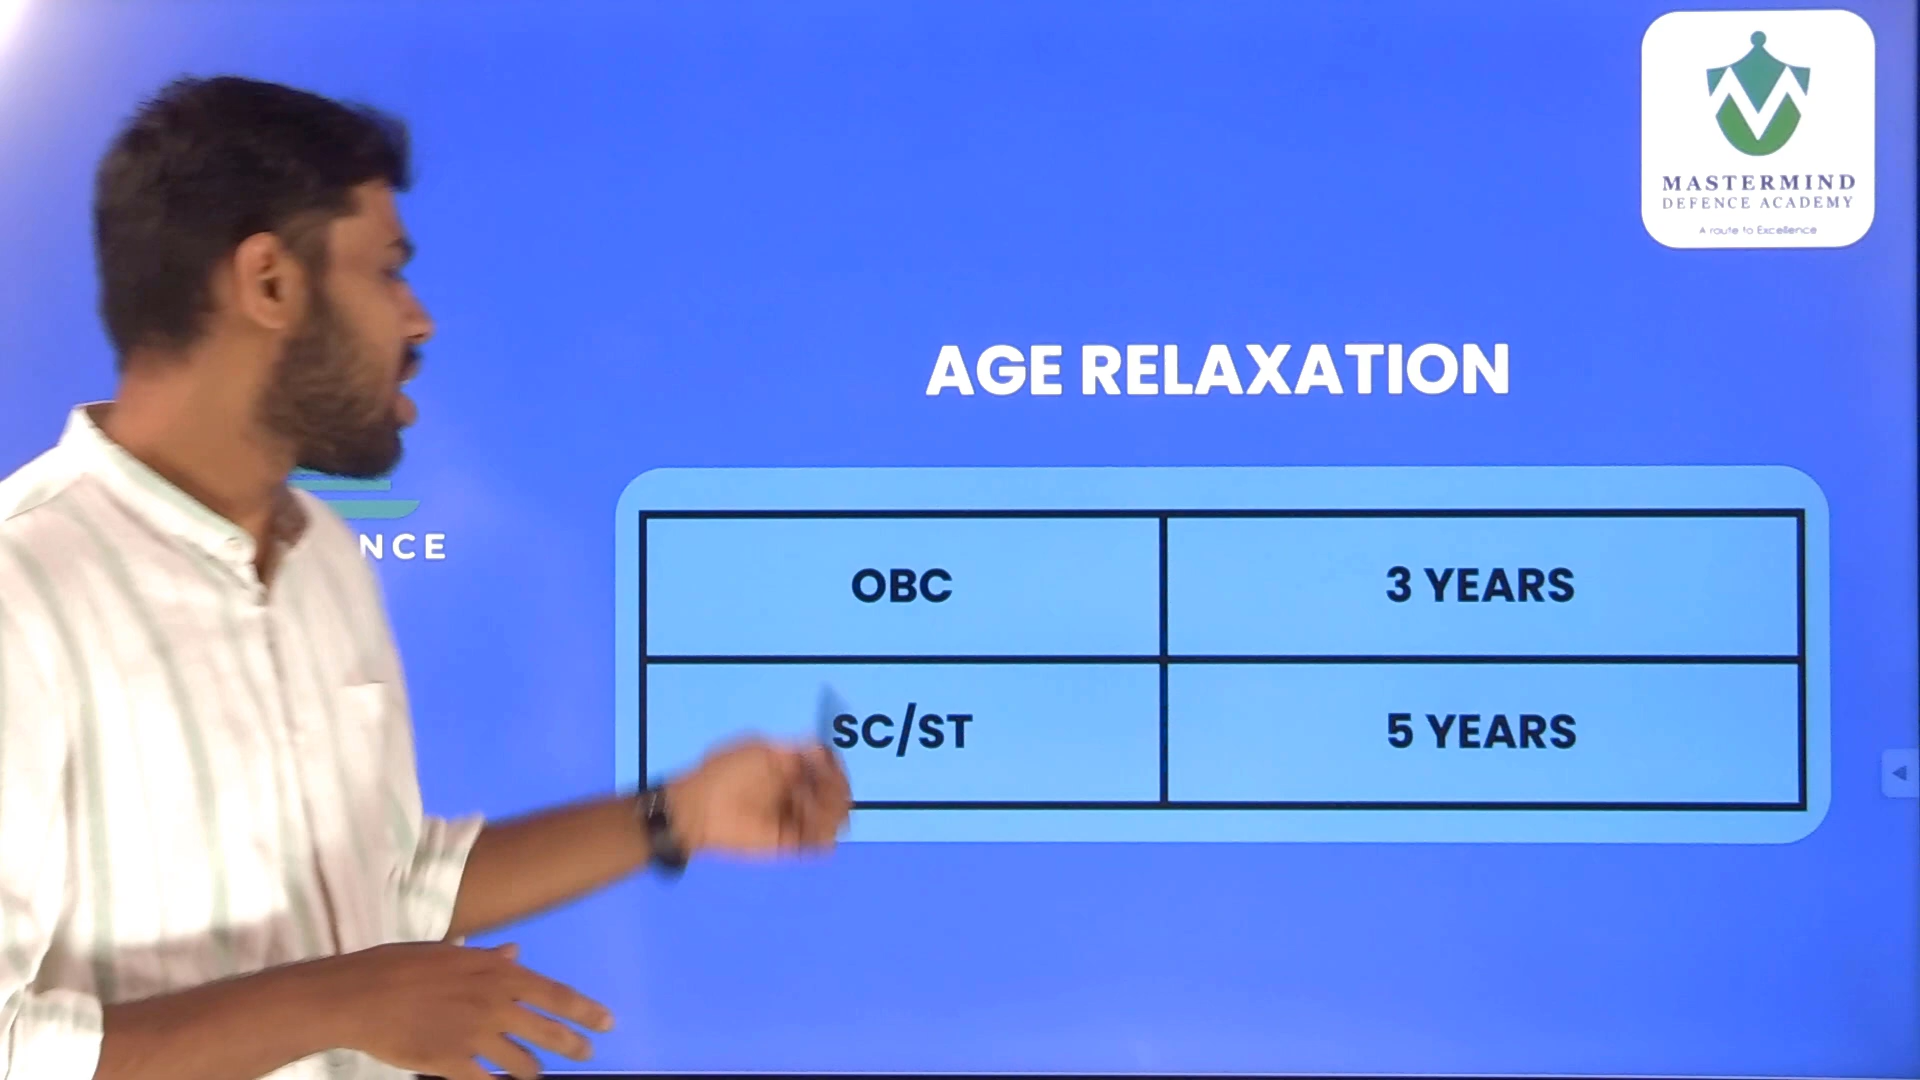 MASTERMIND
DEFENCE ACADEMY
A route to Excellence
AGE RELAXATION
NCE
OBC
3 YEARS
SC/ST
5 YEARS